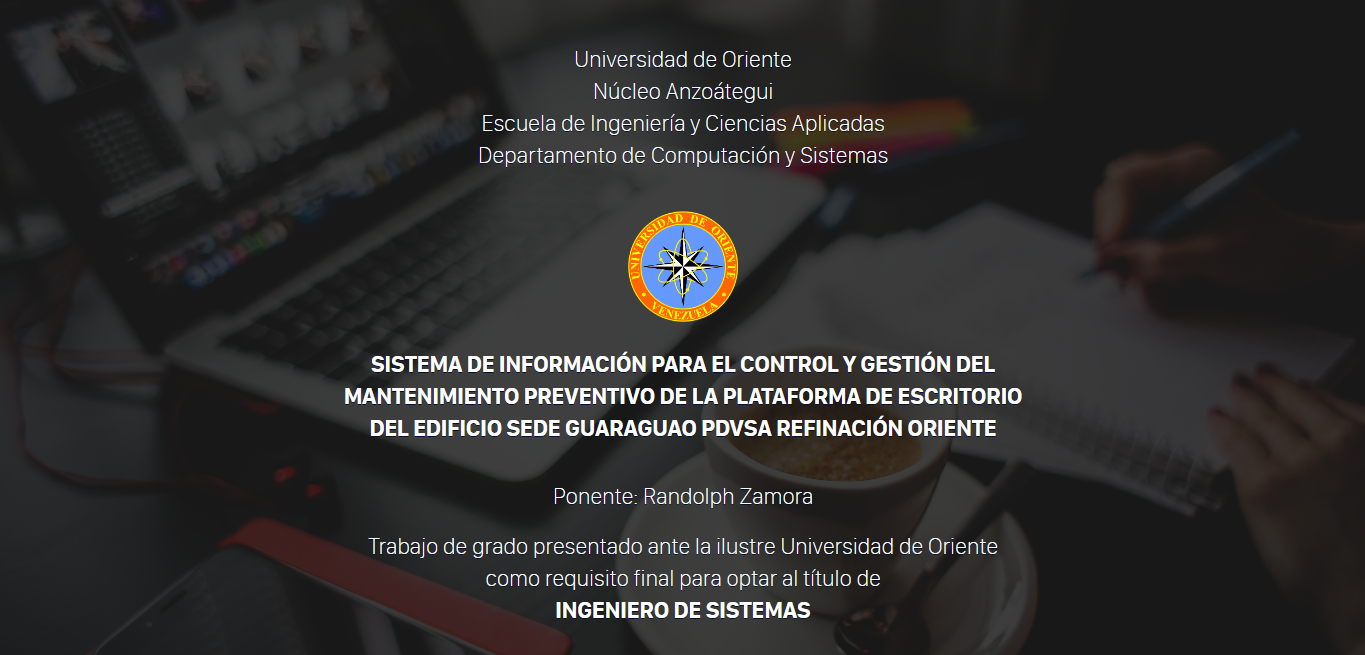 Universidad de Oriente
Núcleo Anzoátegui
Escuela de Ingeniería y Ciencias Aplicadas
Departamento de Computación y Sistemas
UNIVERSIDAD DE ORIENTE
VENEZUELA
SISTEMA DE INFORMACIÓN PARA EL CONTROL Y GESTIÓN DEL
MANTENIMIENTO PREVENTIVO DE LA PLATAFORMA DE ESCRITORIO
DEL EDIFICIO SEDE GUARAGUAO PDVSA REFINACIÓN ORIENTE
Ponente: Randolph Zamora
Trabajo de grado presentado ante la ilustre Universidad de Oriente
como requisito final para optar al título de
INGENIERO DE SISTEMAS